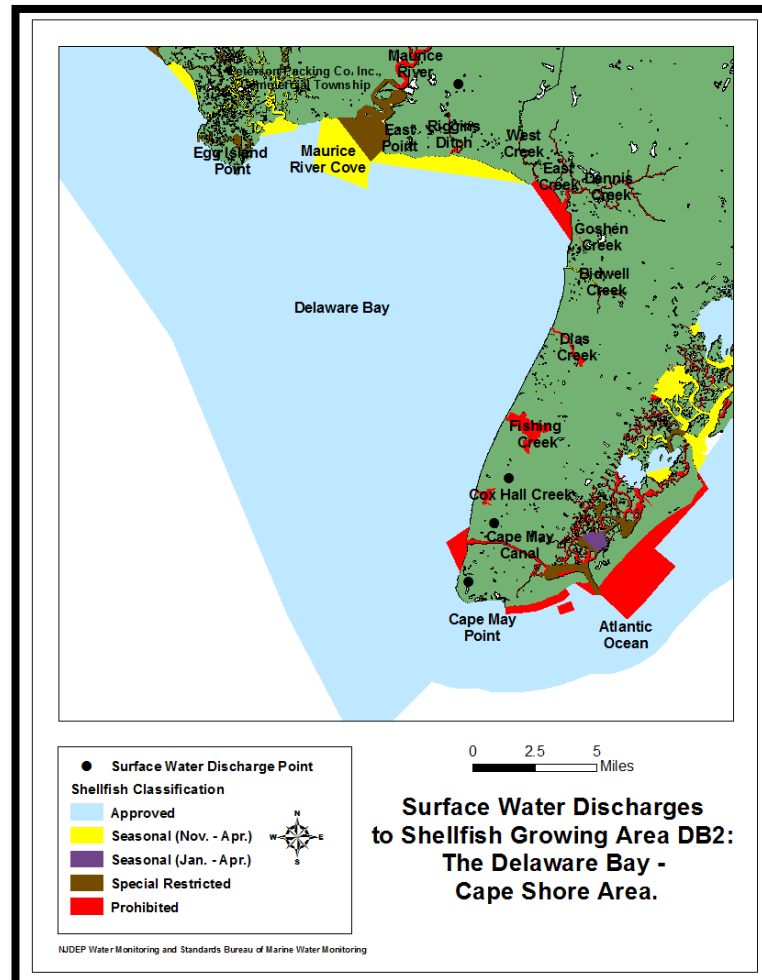 Maurice
River
Peterson Packing Co. Inc.,
Commercial Township
Egg Island
Point
Maurice
River Cove
East
Point
Riggins
Ditch
West
Creek
East
Creek
Dennis
Creek
Goshen
Creek
Bidwell
Creek
Delaware Bay
Dias
Creek
Fishing
Creek
Cox Hall Creek
Cape May
Canal
Cape May
Point
Atlantic
Ocean
Surface Water Discharge Point
Shellfish Classification
Approved
Seasonal (Nov. - Apr.)
Seasonal (Jan. - Apr.)
Special Restricted
Prohibited
N
W E
S
0 2.5 5
Miles
Surface Water Discharges
to Shellfish Growing Area DB2:
The Delaware Bay -
Cape Shore Area.
NJDEP Water Monitoring and Standards Bureau of Marine Water Monitoring